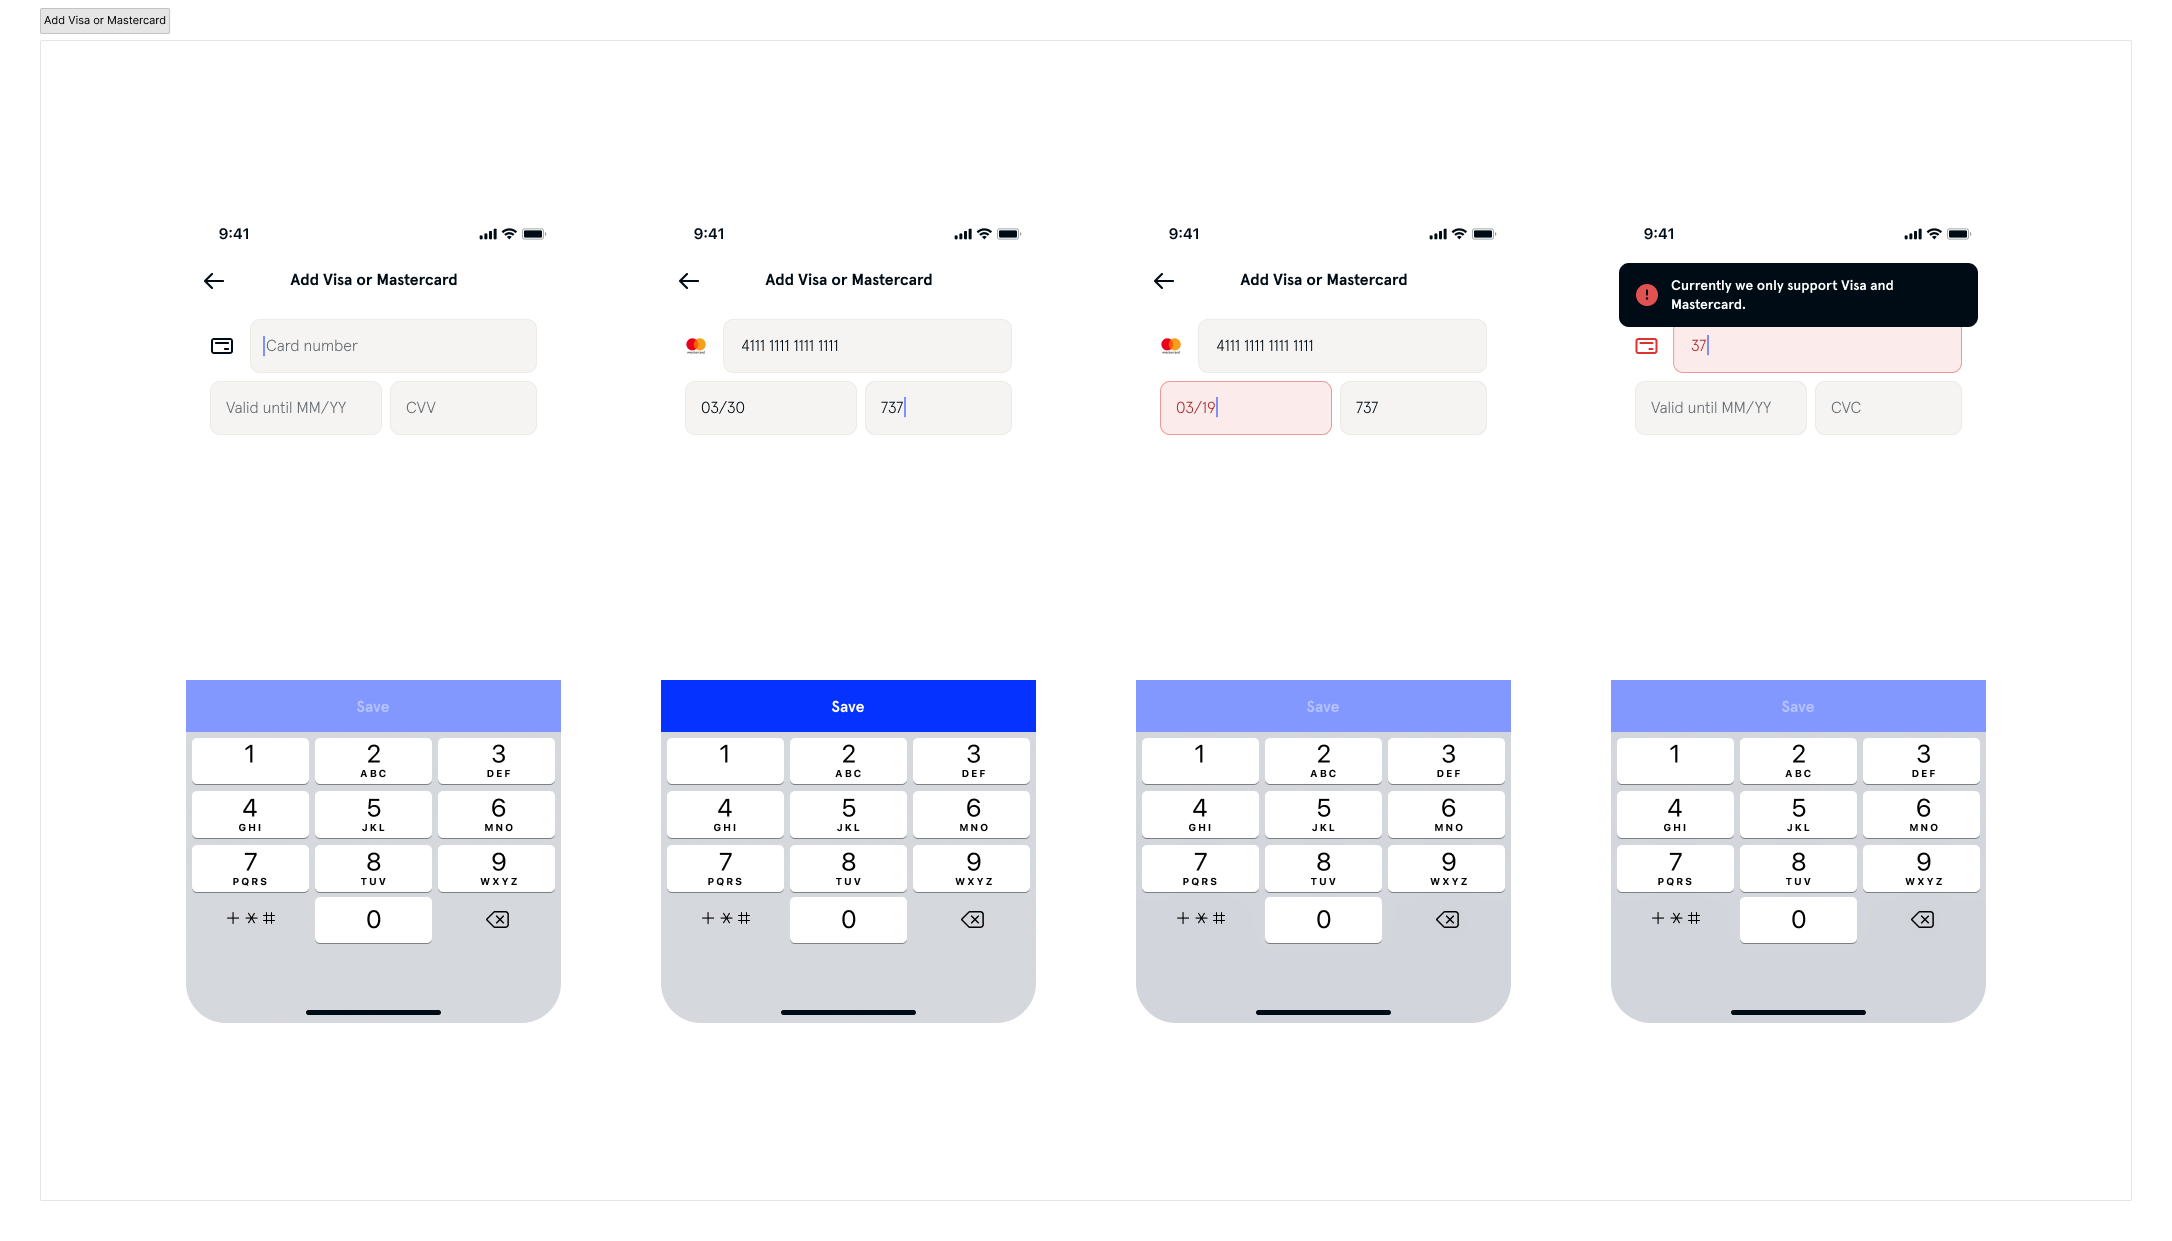 Add Visa or Mastercard
9:41
Add Visa or Mastercard
Card number
Valid until MM/YY
CVV
Save
1
2
3
ABC
DEF
4
5
6
GHI
JKL
MNO
7
8
9
PQRS
TUV
WXYZ
+*#
0
9:41
Add Visa or Mastercard
4111 1111 1111 1111
03/30
737
Save
1
2
3
ABC
DEF
4
5
6
GHI
JKL
MNO
7
8
9
PQRS
TUV
WXYZ
+*#
0
9:41
Add Visa or Mastercard
4111 1111 1111 1111
03/19
737
Save
1
2
3
ABC
DEF
4
5
6
GHI
JKL
MNO
7
8
9
PQRS
TUV
WXYZ
+*#
0
9:41
Currently we only support Visa and
Mastercard.
37
Valid until MM/YY
CVC
Save
1
2
3
ABC
DEF
4
5
6
GHI
JKL
MNO
7
8
9
PQRS
TUV
WXYZ
+*#
0